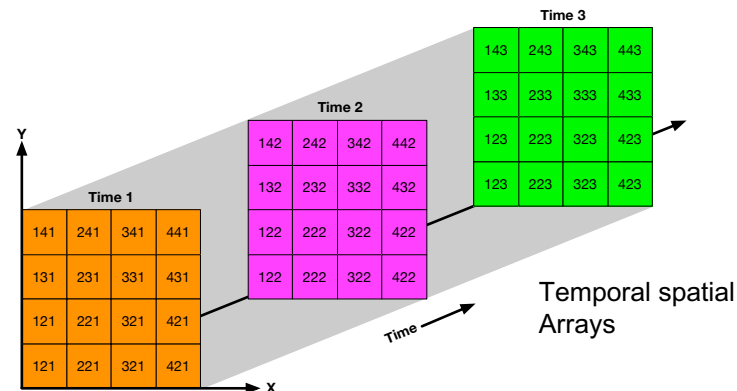 Time 3
143 243 343 443
133 233 333 433
123 223 323 423
123 223 323 423
Time 2
142 242 342 442
132 232 332 432
122 222 322 422
122 222 322 422
Y
Time 1
141 241 341 441
131 231 331 431
121 221 321 421
121 221 321 421
X
Time
Temporal spatial
Arrays